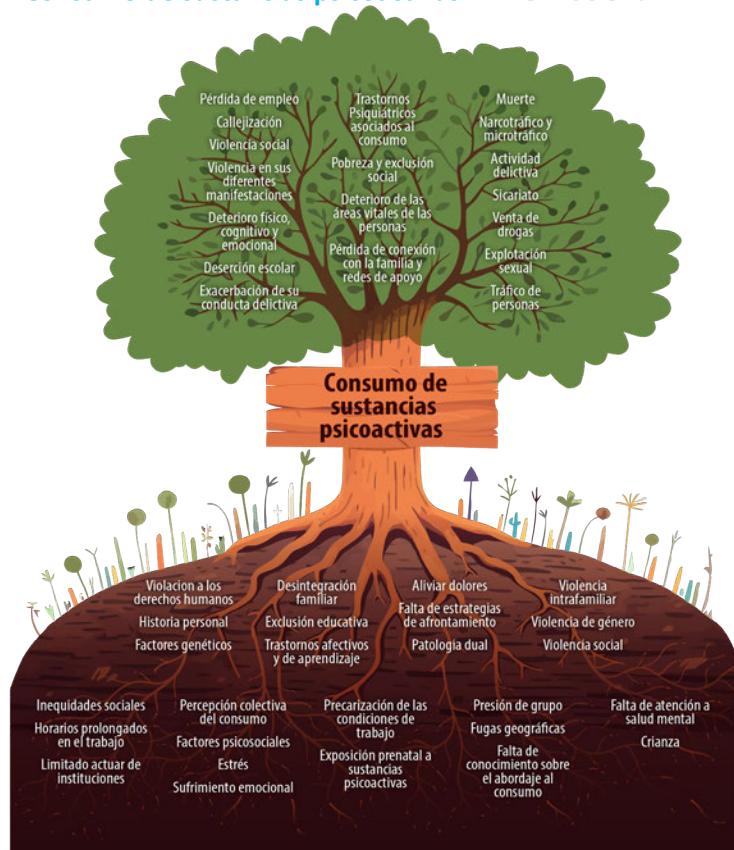 Pérdida de empleo
Callejización
Violencia social
Violencia en sus
diferentes
manifestaciones
Deterioro físico,
cognitivo y
emocional
Deserción escolar
Exacerbación de su
conducta delictiva
Trastornos
Psiquiátricos
asociados al
consumo
Pobreza y exclusión
social
Deterioro de las
áreas vitales de las
personas
Pérdida de conexión
con la familia y
redes de apoyo
Muerte
Narcotráfico y
microtráfico
Actividad
delictiva
Sicariato
Venta de
drogas
Explotación
sexual
Tráfico de
personas
Consumo de
sustancias
psicoactivas
Violacion a los
derechos humanos
Historia personal
Factores genéticos
Desintegración
familiar
Exclusión educativa
Trastornos afectivos
y de aprendizaje
Aliviar dolores
Falta de estrategias
de afrontamiento
Patologia dual
Violencia
intrafamiliar
Violencia de género
Violencia social
Inequidades sociales
Horarios prolongados
en el trabajo
Limitado actuar de
instituciones
Percepción colectiva
del consumo
Factores psicosociales
Estrés
Sufrimiento emocional
Precarización de las
condiciones de
trabajo
Exposición prenatal a
sustancias
psicoactivas
Presión de grupo
Fugas geográficas
Falta de
conocimiento sobre
el abordaje al
consumo
Falta de atención a
salud mental
Crianza